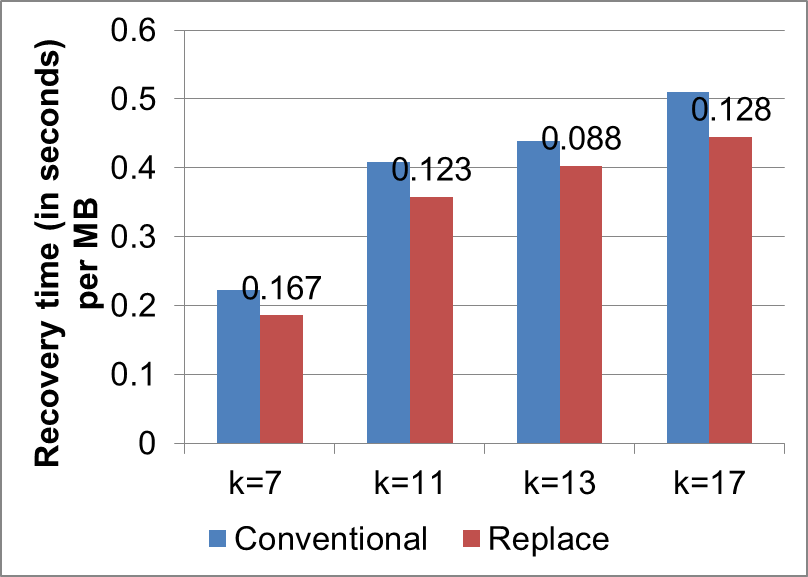 Recovery time (in seconds)
per MB
0.6
0.5
0.4
0.3
0.2
0.1
0
0.167
0.123
0.088
0.128
k=7 k=11 k=13 k=17
Conventional Replace